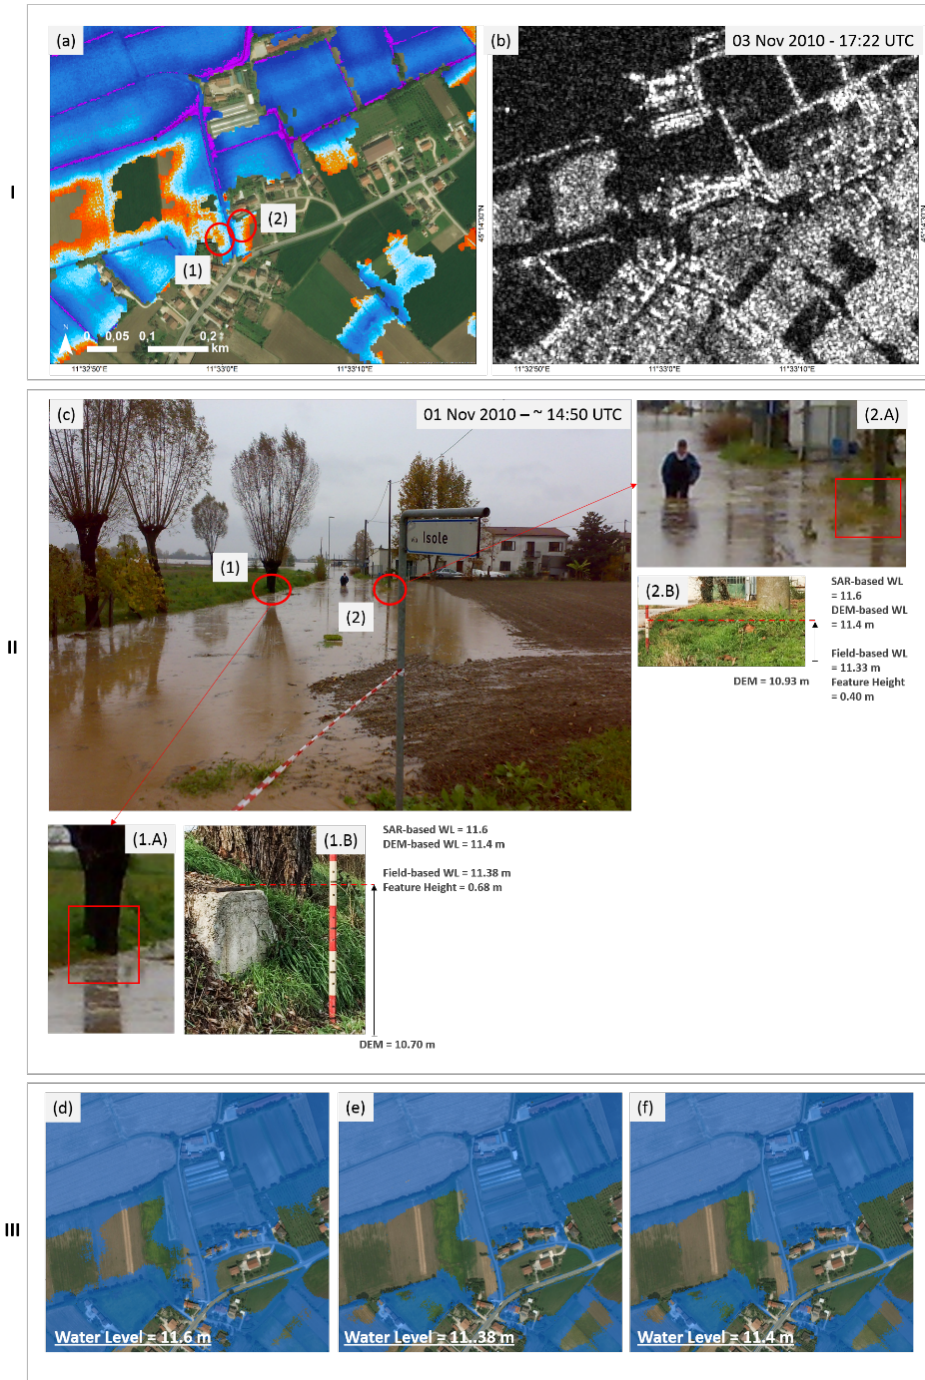 I
(a)
(1)
(2)
N
0 0,05 0,1 0,2
km
11°32'50"E 11°33'0"E 11°33'10"E
(b)
03 Nov 2010 - 17:22 UTC
45°14'30"N
11°32'50"E 11°33'0"E 11°33'10"E
II
(c)
01 Nov 2010 – ~ 14:50 UTC
Isole
(1)
(2)
(2.A)
(2.B)
SAR-based WL
= 11.6
DEM-based WL
= 11.4 m
Field-based WL
= 11.33 m
Feature Height
= 0.40 m
DEM = 10.93 m
(1.A)
(1.B)
SAR-based WL = 11.6
DEM-based WL = 11.4 m
Field-based WL = 11.38 m
Feature Height = 0.68 m
DEM = 10.70 m
III
(d)
Water Level = 11.6 m
(e)
Water Level = 11..38 m
(f)
Water Level = 11.4 m